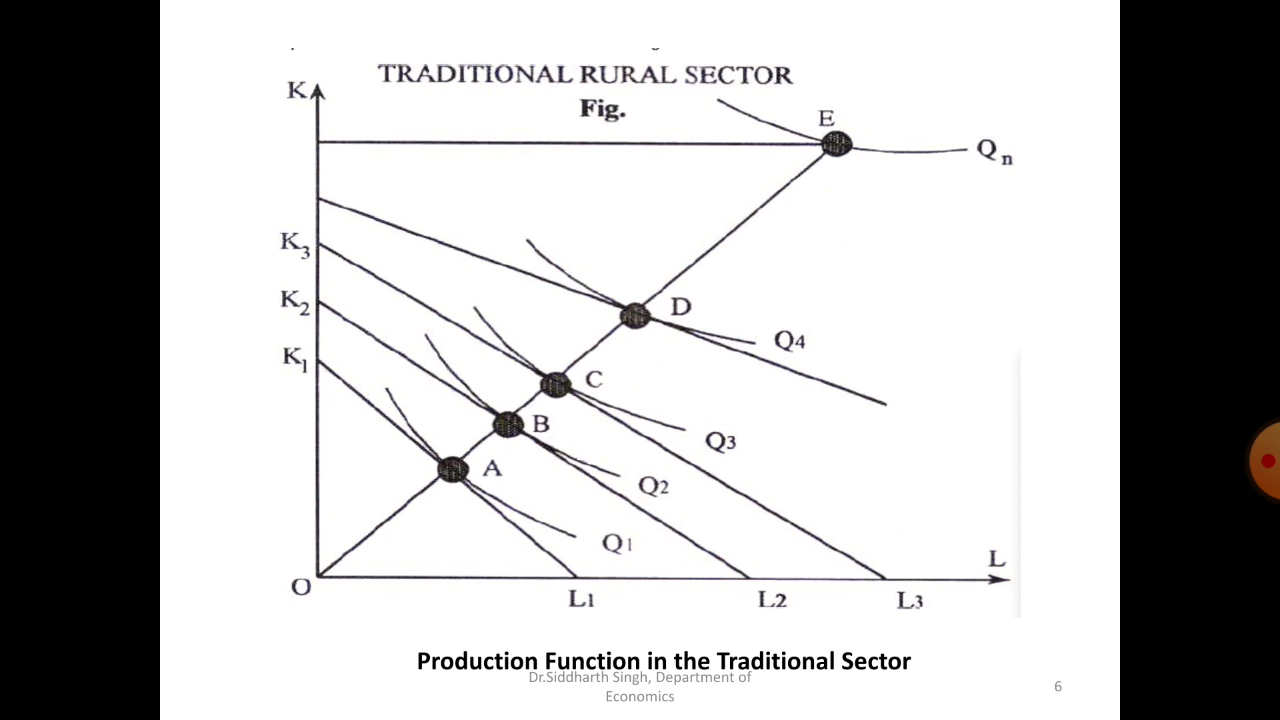 TRADITIONAL RURAL SECTOR
Fig.
K
E
Qn
K3
D
K2
Q4
K1
C
B
Q3
A
Q2
Q1
L
O
L1
L2
L3
Production Function in the Traditional Sector
Dr.Siddharth Singh, Department of
Economics
6